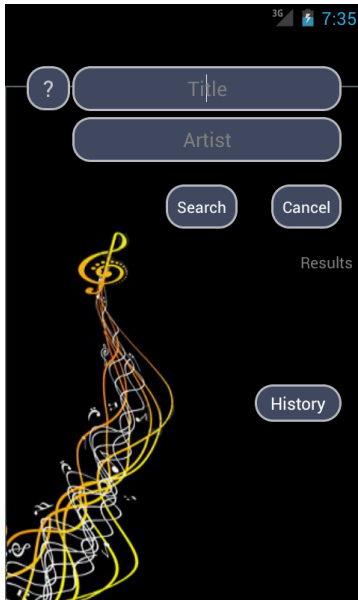 3G 7:35
? Title
Artist
Search Cancel
Results
History